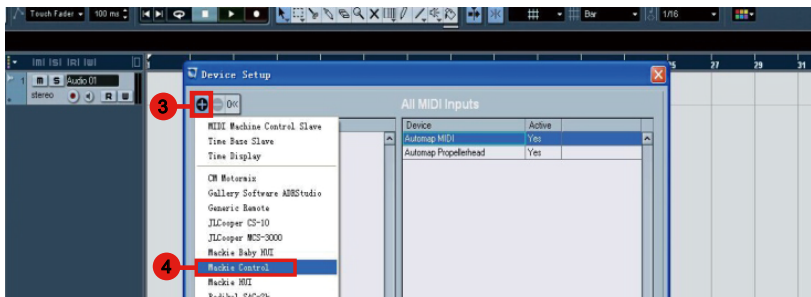 Touch Fader 100 ms Bar 1/16
25 27 29 31
1 m S Audio 01
stereo R W
Device Setup
3
All MIDI Inputs
MIDI Machine Control Slave
Time Base Slave
Time Display
CM Motormix
Gallery Software ADRStudio
Generic Remote
JLCooper CS-10
JLCooper MCS-3000
Mackie Baby HUI
4 Mackie Control
Mackie HUI
Device Active
Automap MIDI Yes
Automap Propellerhead Yes